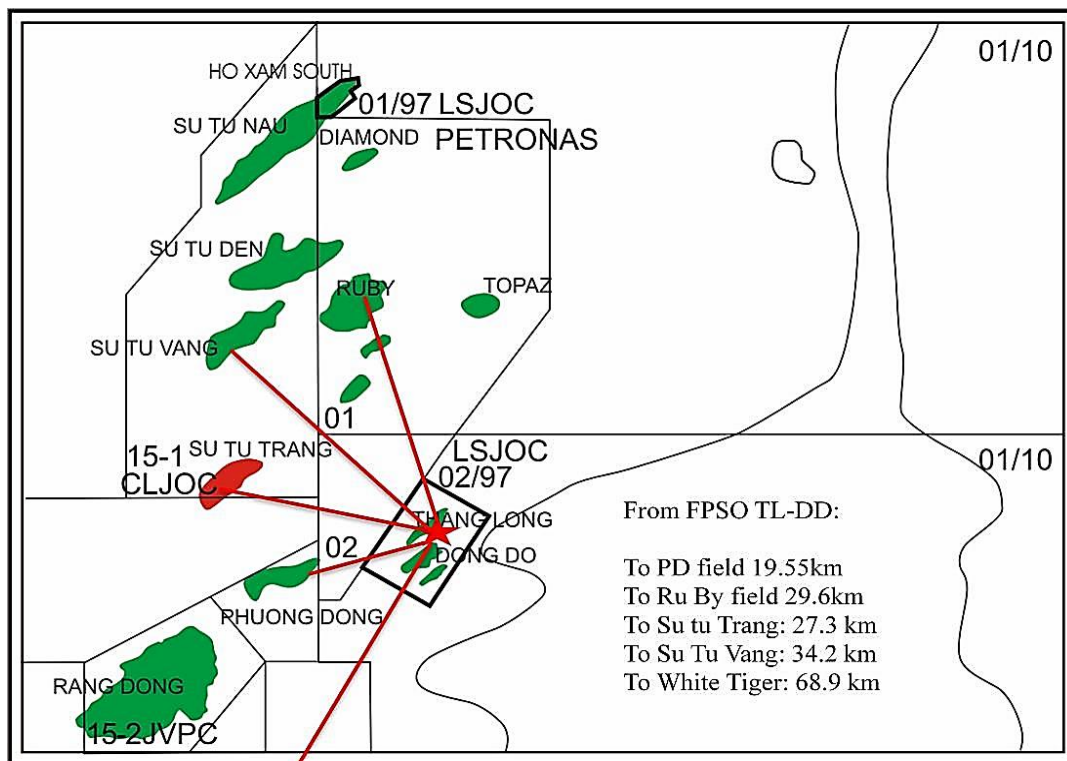 01/10
HO XAM SOUTH
01/97 LSJOC
SU TU NAU
DIAMOND
PETRONAS
SU TU DEN
RUBY
TOPAZ
SU TU VANG
01
SU TU TRANG
LSJOC
15-1
02/97
01/10
CLJOC
THANG LONG
02
DONG DO
PHUONG DONG
RANG DONG
15-2JVPC
From FPSO TL-DD:
To PD field 19.55km
To Ru By field 29.6km
To Su tu Trang: 27.3 km
To Su Tu Vang: 34.2 km
To White Tiger: 68.9 km